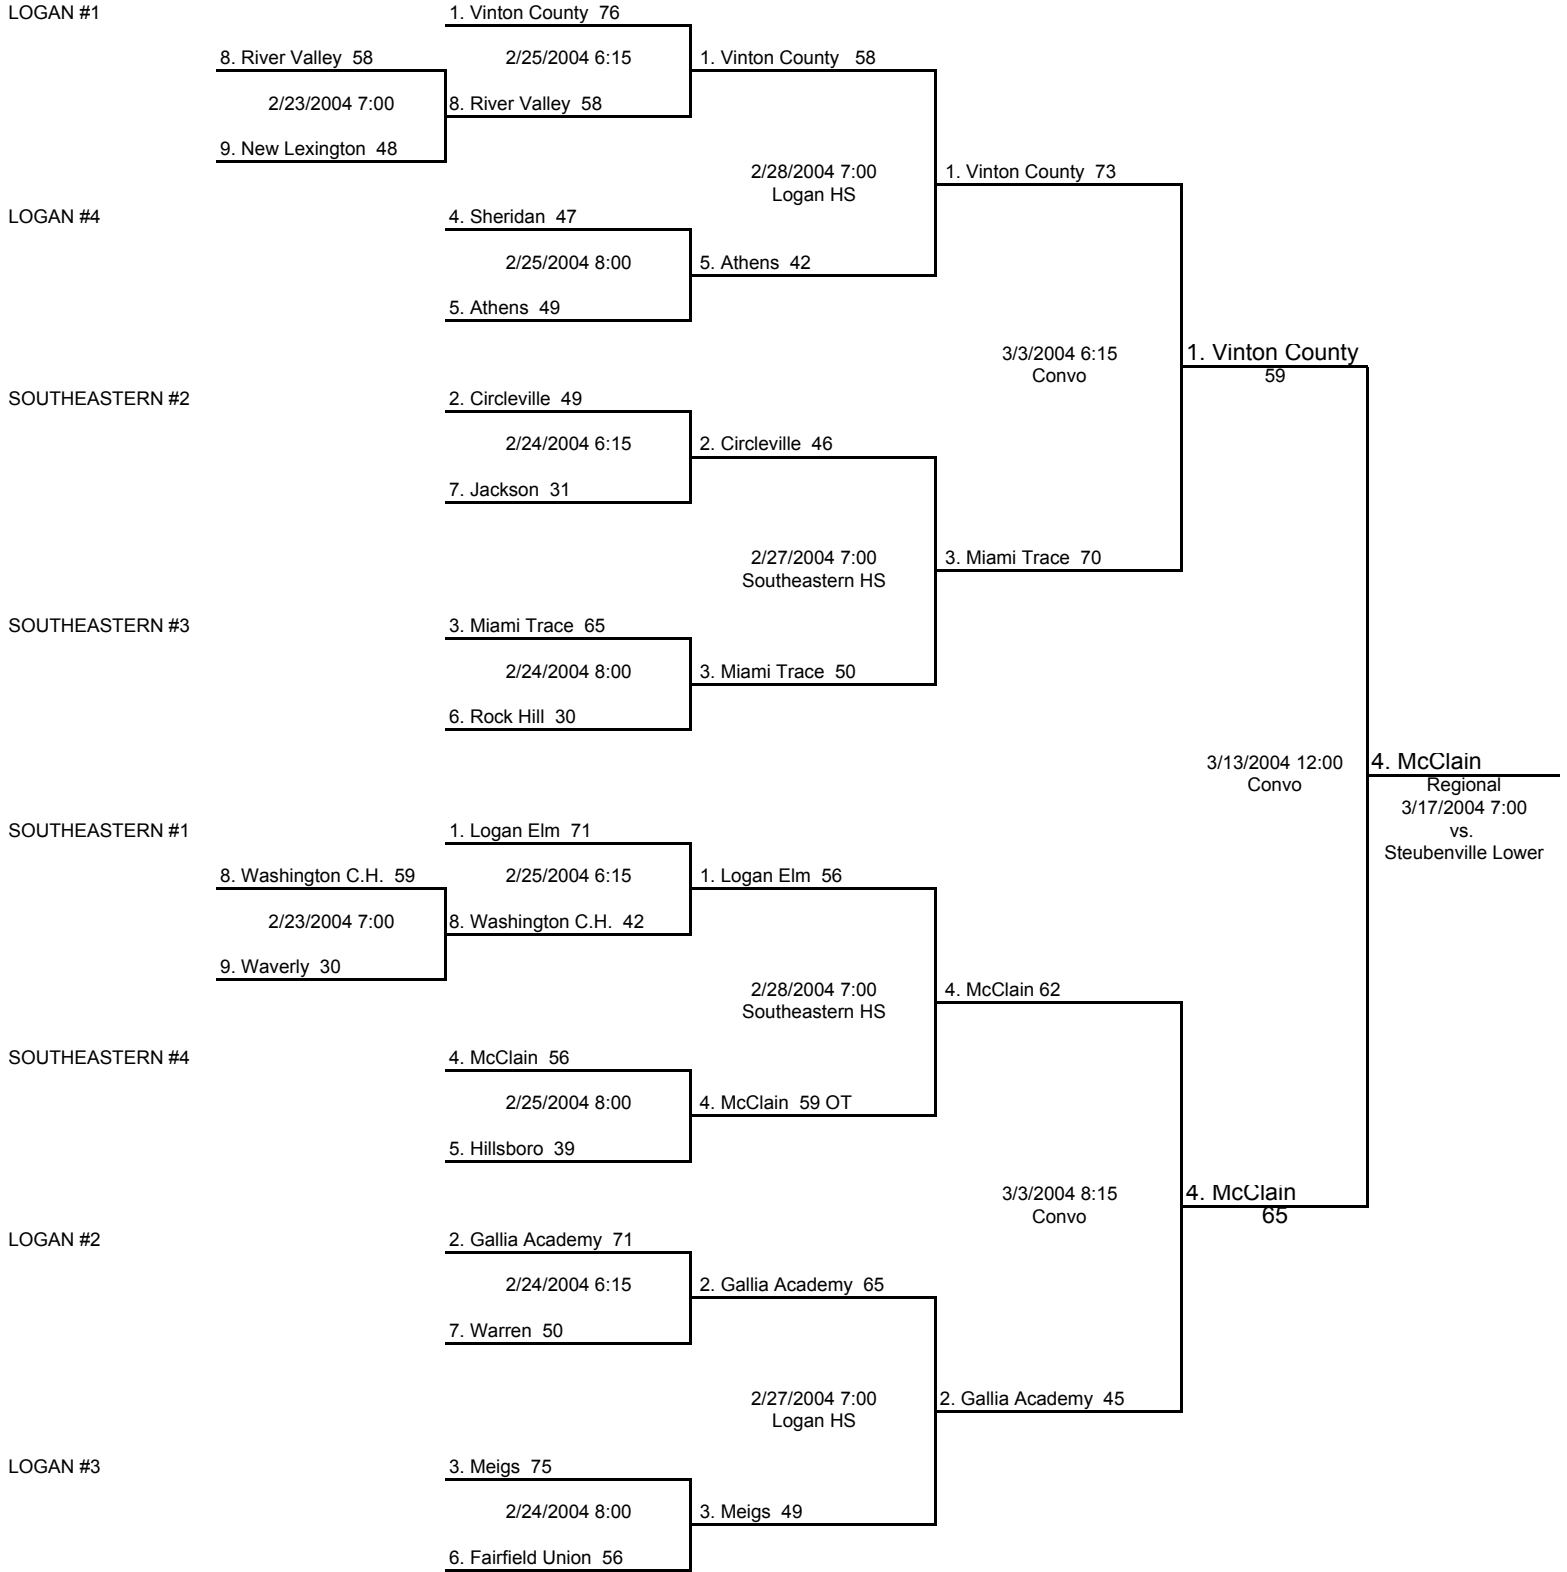 LOGAN #1
1. Vinton County 76
8. River Valley 58
2/25/2004 6:15
1. Vinton County 58
2/23/2004 7:00
8. River Valley 58
9. New Lexington 48
2/28/2004 7:00
Logan HS
1. Vinton County 73
LOGAN #4
4. Sheridan 47
2/25/2004 8:00
5. Athens 42
5. Athens 49
3/3/2004 6:15
Convo
1. Vinton County
59
SOUTHEASTERN #2
2. Circleville 49
2/24/2004 6:15
2. Circleville 46
7. Jackson 31
2/27/2004 7:00
Southeastern HS
3. Miami Trace 70
SOUTHEASTERN #3
3. Miami Trace 65
2/24/2004 8:00
3. Miami Trace 50
6. Rock Hill 30
3/13/2004 12:00
Convo
4. McClain
Regional
3/17/2004 7:00
vs.
Steubenville Lower
SOUTHEASTERN #1
1. Logan Elm 71
8. Washington C.H. 59
2/25/2004 6:15
1. Logan Elm 56
2/23/2004 7:00
8. Washington C.H. 42
9. Waverly 30
2/28/2004 7:00
Southeastern HS
4. McClain 62
SOUTHEASTERN #4
4. McClain 56
2/25/2004 8:00
4. McClain 59 OT
5. Hillsboro 39
3/3/2004 8:15
Convo
4. McClain
65
LOGAN #2
2. Gallia Academy 71
2/24/2004 6:15
2. Gallia Academy 65
7. Warren 50
2/27/2004 7:00
Logan HS
2. Gallia Academy 45
LOGAN #3
3. Meigs 75
2/24/2004 8:00
3. Meigs 49
6. Fairfield Union 56